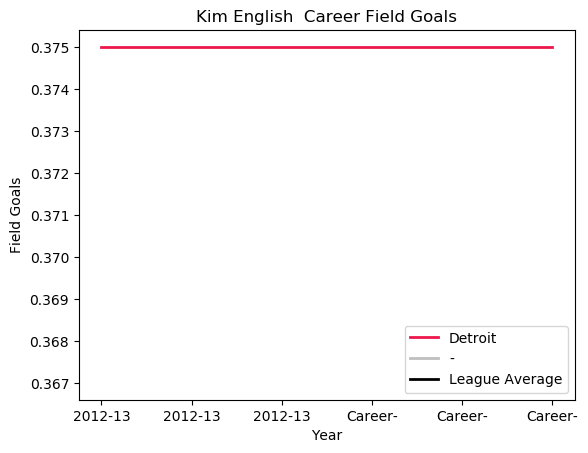 Kim English  Career Field Goals
Field Goals
0.375
0.374
0.373
0.372
0.371
0.370
0.369
0.368
0.367
Detroit
-
League Average
2012-13 2012-13 2012-13 Career- Career- Career-
Year